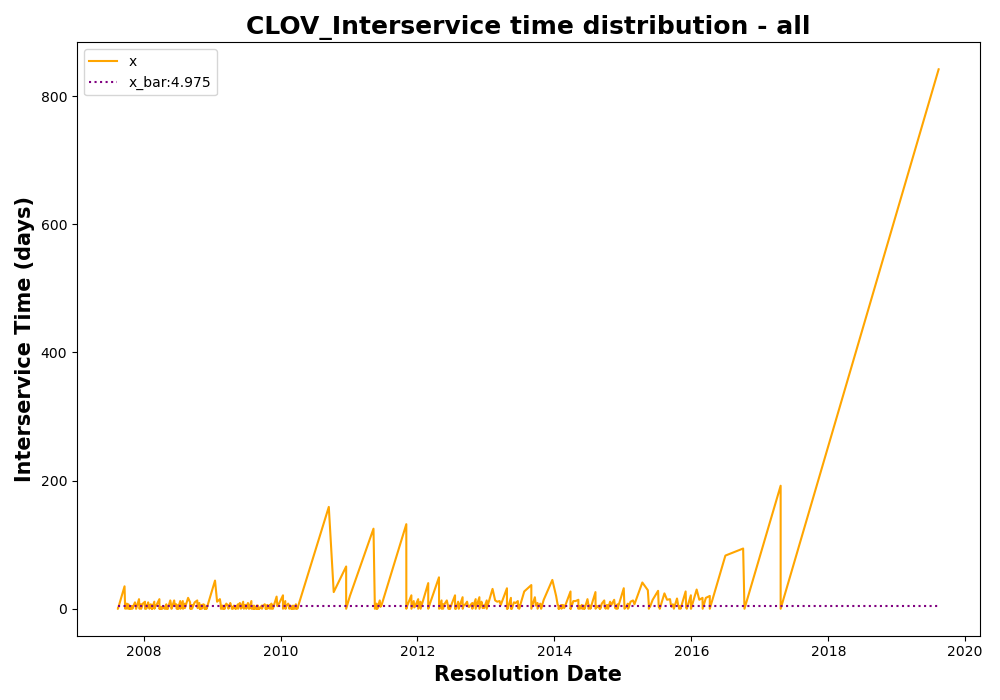 CLOV_Interservice time distribution - all
x
x_bar:4.975
Interservice Time (days)
800
600
400
200
0
2008 2010 2012 2014 2016 2018 2020
Resolution Date